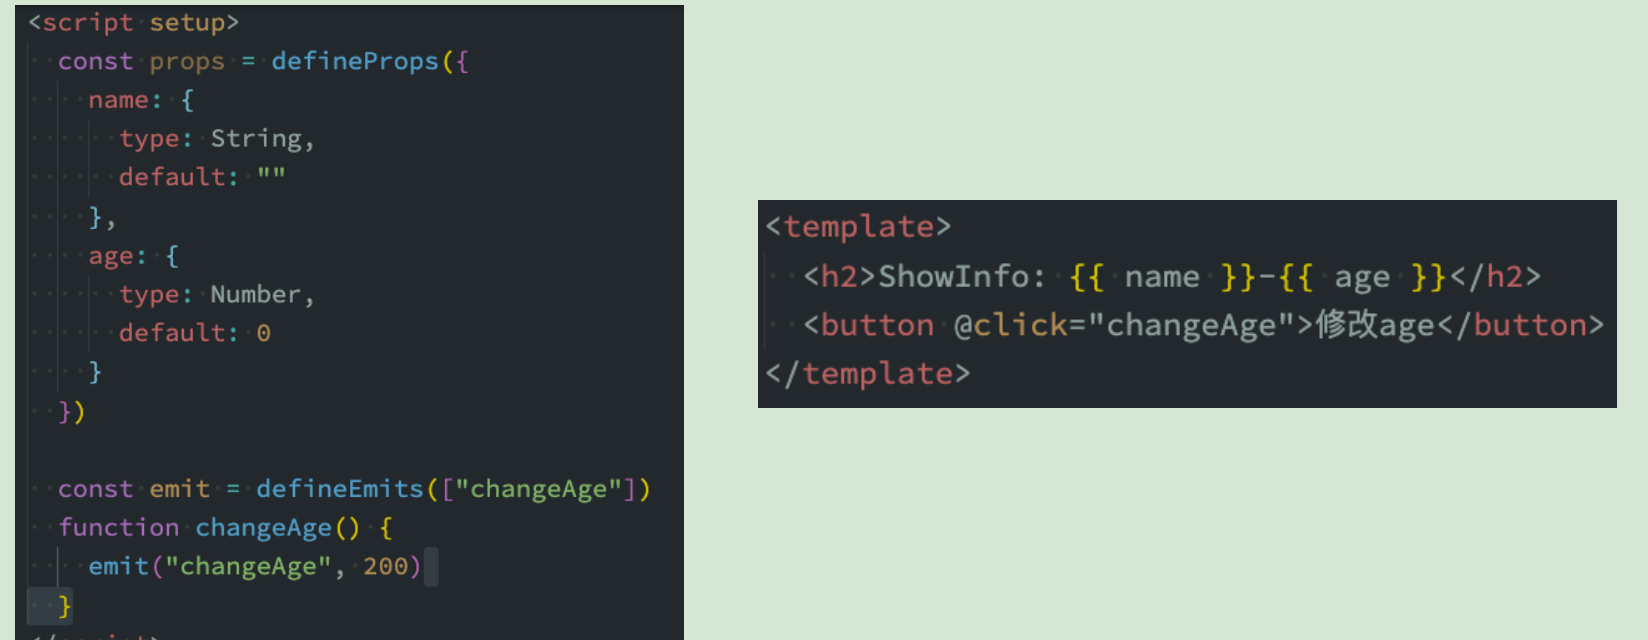 <script setup>
const props = defineProps({
name: {
type: String,
default: ""
},
age: {
type: Number,
default: 0
}
})
const emit = defineEmits(["changeAge"])
function changeAge() {
emit("changeAge", 200)
}
<template>
<h2>ShowInfo: {{ name }}-{{ age }}</h2>
<button @click="changeAge">修改age</button>
</template>